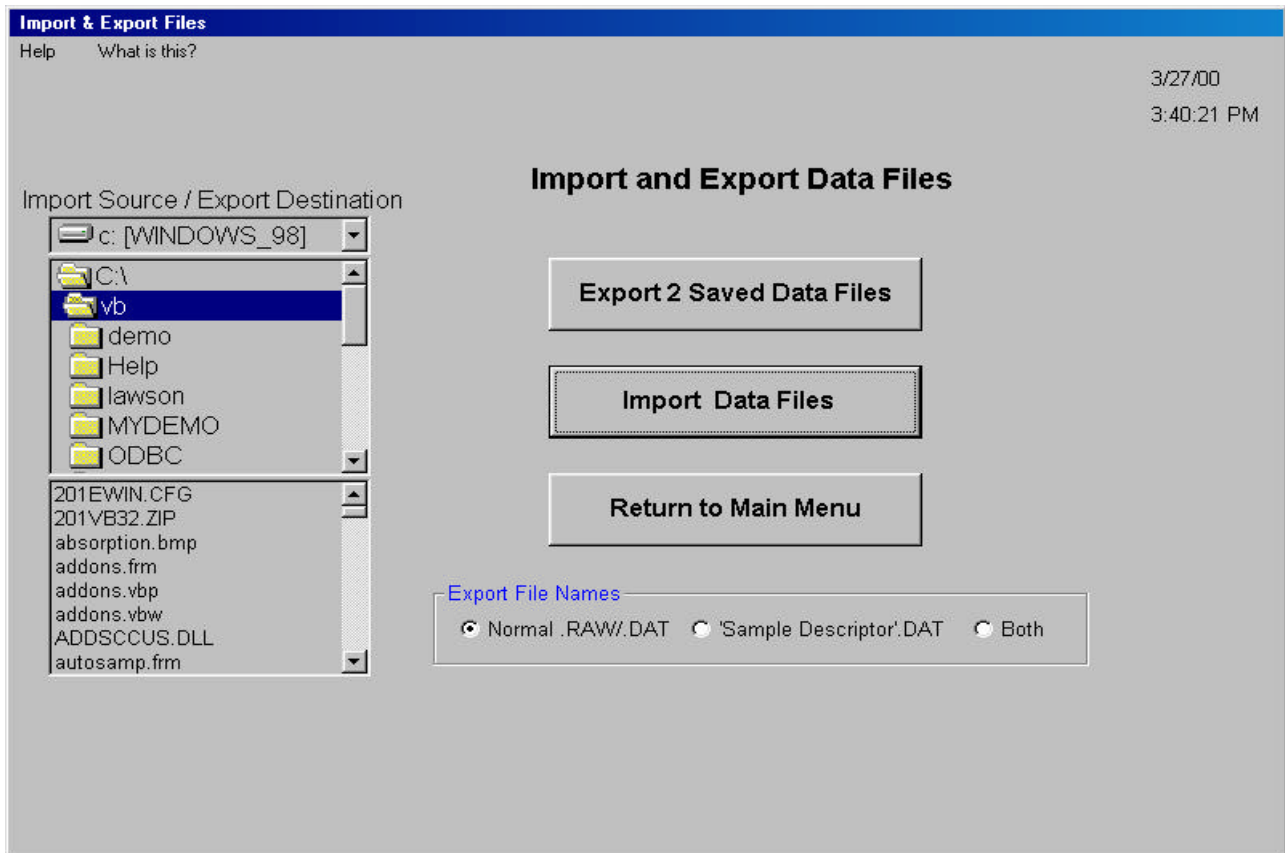 Import & Export Files
Help What is this?
3/27/00
3:40:21 PM
Import and Export Data Files
Import Source / Export Destination
c: [WINDOWS_98]
C:\
vb
demo
Help
lawson
MYDEMO
ODBC
201EWIN.CFG
201VB32.ZIP
absorption.bmp
addons.frm
addons.vbp
addons.vbw
ADDSCCUS.DLL
autosamp.frm
Export 2 Saved Data Files
Import Data Files
Return to Main Menu
Export File Names
Normal .RAW/.DAT 'Sample Descriptor'.DAT Both